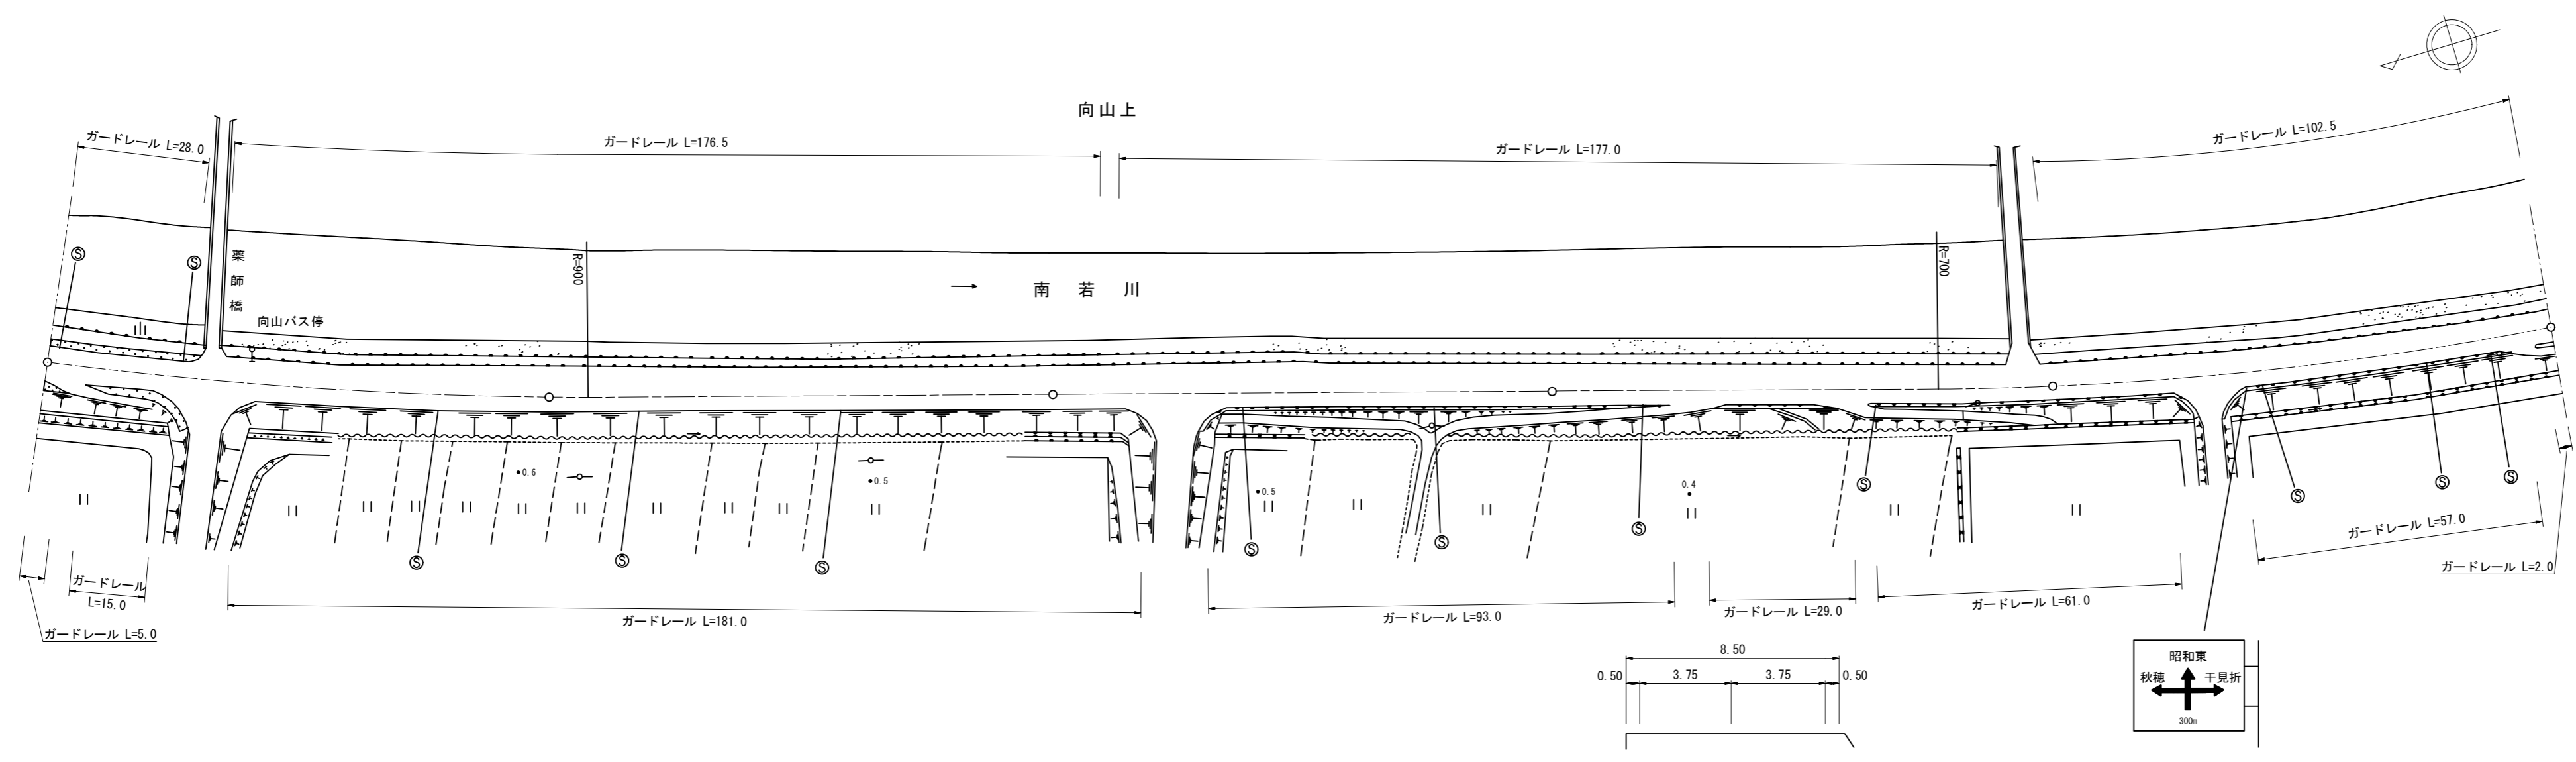 向山上
ガードレール L=28.0
ガードレール L=176.5
ガードレール L=177.0
ガードレール L=102.5
Ⓢ
Ⓢ
薬師橋
向山バス停
R=900
南若川
R=700
0.6
0.5
0.5
0.4
Ⓢ
Ⓢ
Ⓢ
Ⓢ
Ⓢ
Ⓢ
Ⓢ
Ⓢ
Ⓢ
Ⓢ
ガードレール
L=15.0
ガードレール L=5.0
ガードレール L=181.0
ガードレール L=93.0
ガードレール L=29.0
ガードレール L=61.0
ガードレール L=57.0
ガードレール L=2.0
8.50
0.50 3.75 3.75 0.50
昭和東
秋穂 干見折
300m